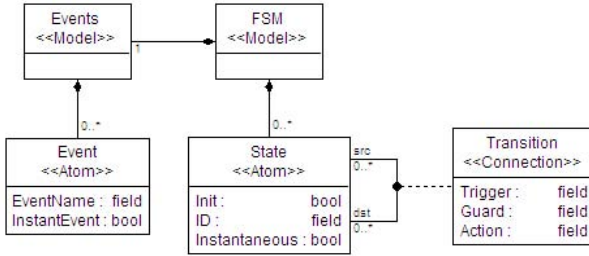 Events
<<Model>>
FSM
<<Model>>
1
0..*
0..*
Event
<<Atom>>
EventName : field
InstantEvent : bool
State
<<Atom>>
Init : bool
ID : field
Instantaneous : bool
src
0..*
dst
0..*
Transition
<<Connection>>
Trigger : field
Guard : field
Action : field